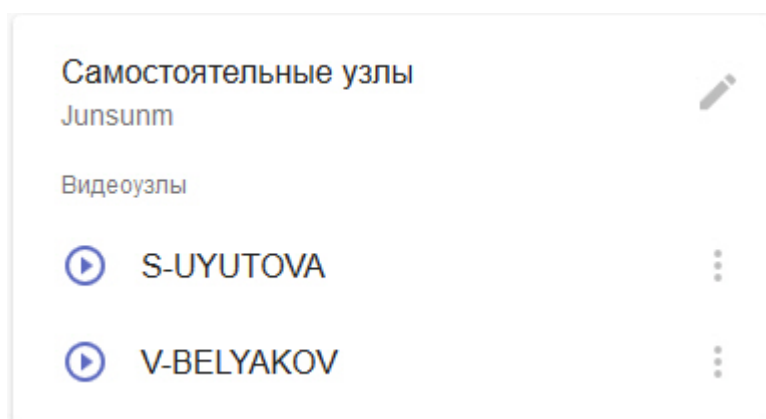 Самостоятельные узлы
Junsunm
Видеоузлы
S-UYUTOVA
V-BELYAKOV